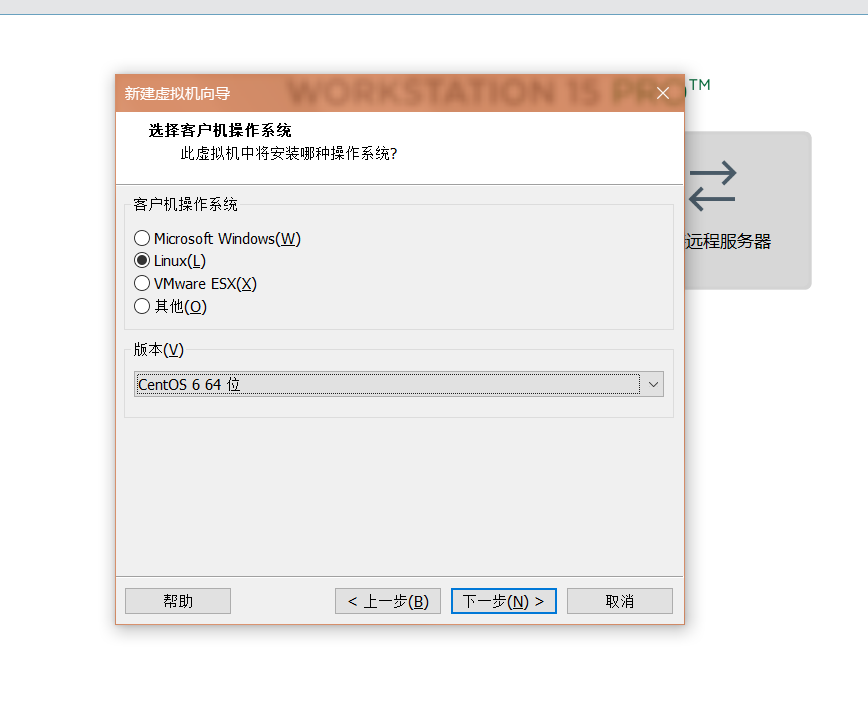 WORKSTATION 15 PRO™
新建虚拟机向导
选择客户机操作系统
此虚拟机中将安装哪种操作系统?
客户机操作系统
Microsoft Windows(W)
Linux(L)
VMware ESX(X)
其他(O)
远程服务器
版本(V)
CentOS 6 64 位
帮助
< 上一步(B)
下一步(N) >
取消